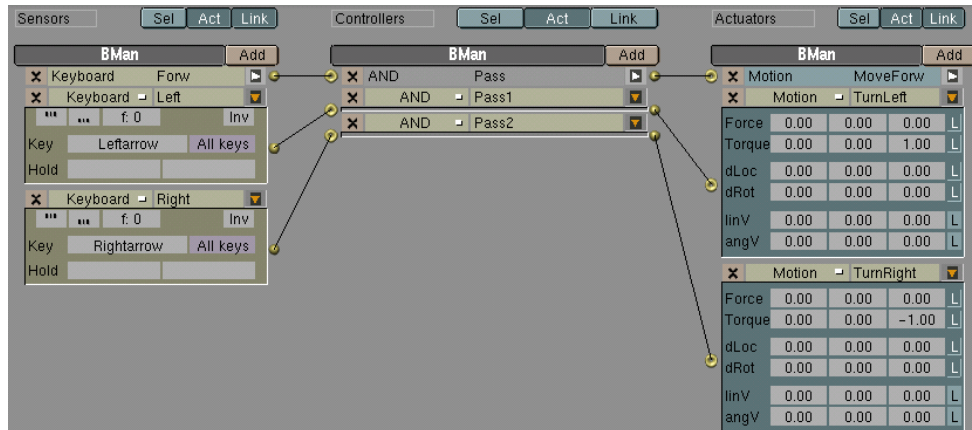 Sensors Sel Act Link Controllers Sel Act Link Actuators Sel Act Link
BMan Add BMan Add BMan Add
Keyboard Forw AND Pass Motion MoveForw
Keyboard Left AND Pass1 Motion TurnLeft
f: 0 Inv AND Pass2 Force 0.00 0.00 0.00 L
Key Leftarrow All keys Torque 0.00 0.00 1.00 L
Hold dLoc 0.00 0.00 0.00 L
Keyboard Right dRot 0.00 0.00 0.00 L
f: 0 Inv linV 0.00 0.00 0.00 L
Key Rightarrow All keys angV 0.00 0.00 0.00 L
Hold Motion TurnRight
Force 0.00 0.00 0.00 L
Torque 0.00 0.00 -1.00 L
dLoc 0.00 0.00 0.00 L
dRot 0.00 0.00 0.00 L
linV 0.00 0.00 0.00 L
angV 0.00 0.00 0.00 L